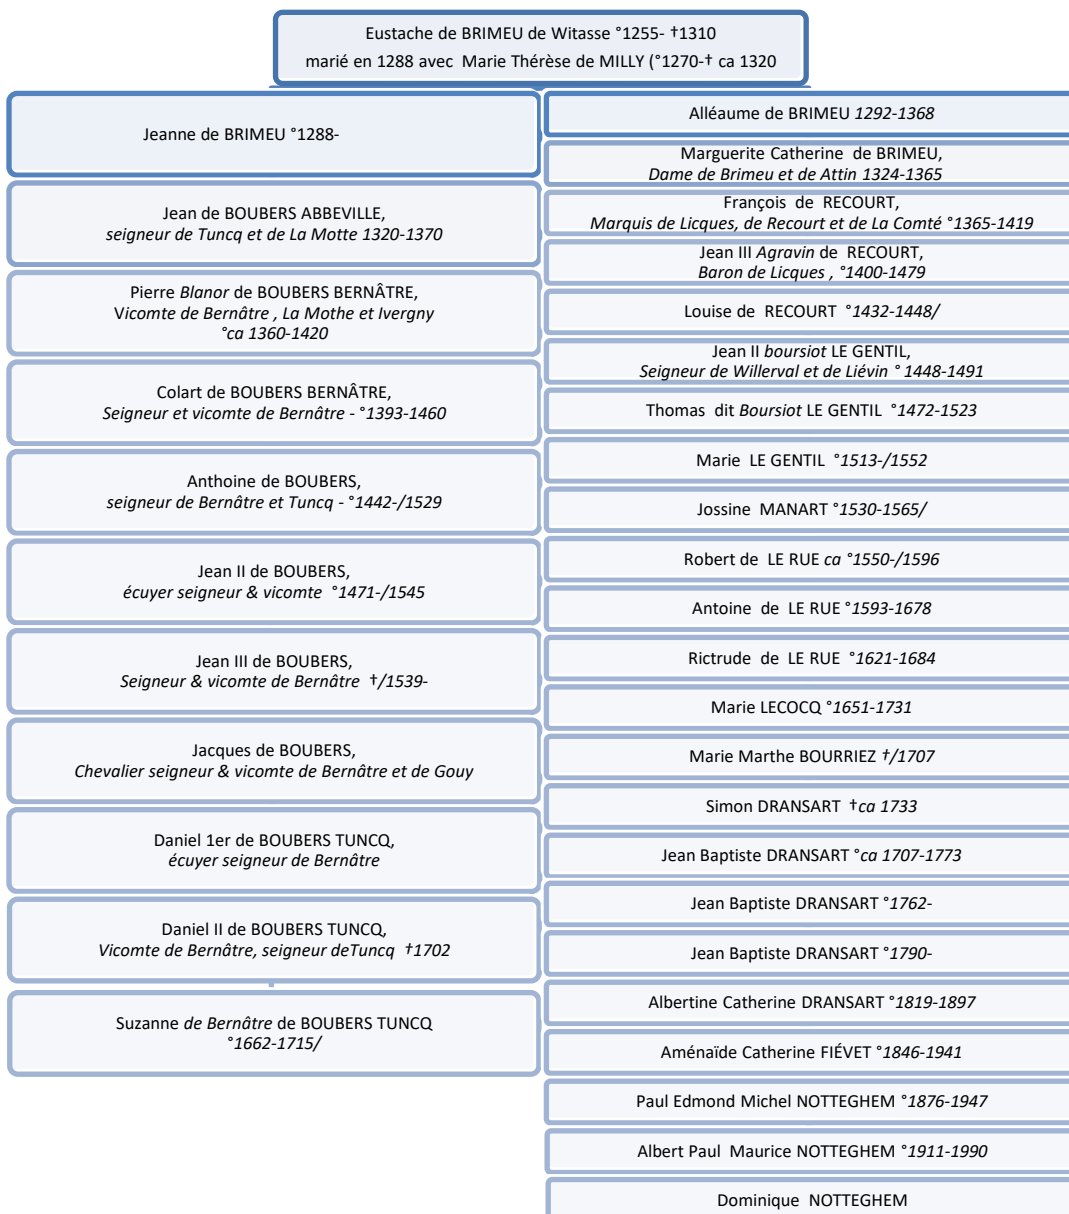 Eustache de BRIMEU de Witasse °1255- †1310
marié en 1288 avec Marie Thérèse de MILLY (°1270-† ca 1320
Jeanne de BRIMEU °1288-
Jean de BOUBERS ABBEVILLE,
seigneur de Tuncq et de La Motte 1320-1370
Pierre Blanor de BOUBERS BERNÂTRE,
Vicomte de Bernâtre , La Mothe et Ivergny
°ca 1360-1420
Colart de BOUBERS BERNÂTRE,
Seigneur et vicomte de Bernâtre - °1393-1460
Anthoine de BOUBERS,
seigneur de Bernâtre et Tuncq - °1442-/1529
Jean II de BOUBERS,
écuyer seigneur & vicomte °1471-/1545
Jean III de BOUBERS,
Seigneur & vicomte de Bernâtre †/1539-
Jacques de BOUBERS,
Chevalier seigneur & vicomte de Bernâtre et de Gouy
Daniel 1er de BOUBERS TUNCQ,
écuyer seigneur de Bernâtre
Daniel II de BOUBERS TUNCQ,
Vicomte de Bernâtre, seigneur deTuncq †1702
Suzanne de Bernâtre de BOUBERS TUNCQ
°1662-1715/
Alléaume de BRIMEU 1292-1368
Marguerite Catherine de BRIMEU,
Dame de Brimeu et de Attin 1324-1365
François de RECOURT,
Marquis de Licques, de Recourt et de La Comté °1365-1419
Jean III Agravin de RECOURT,
Baron de Licques , °1400-1479
Louise de RECOURT °1432-1448/
Jean II boursiot LE GENTIL,
Seigneur de Willerval et de Liévin ° 1448-1491
Thomas dit Boursiot LE GENTIL °1472-1523
Marie LE GENTIL °1513-/1552
Jossine MANART °1530-1565/
Robert de LE RUE ca °1550-/1596
Antoine de LE RUE °1593-1678
Rictrude de LE RUE °1621-1684
Marie LECOCQ °1651-1731
Marie Marthe BOURRIEZ †/1707
Simon DRANSART †ca 1733
Jean Baptiste DRANSART °ca 1707-1773
Jean Baptiste DRANSART °1762-
Jean Baptiste DRANSART °1790-
Albertine Catherine DRANSART °1819-1897
Aménaïde Catherine FIÉVET °1846-1941
Paul Edmond Michel NOTTEGHEM °1876-1947
Albert Paul Maurice NOTTEGHEM °1911-1990
Dominique NOTTEGHEM